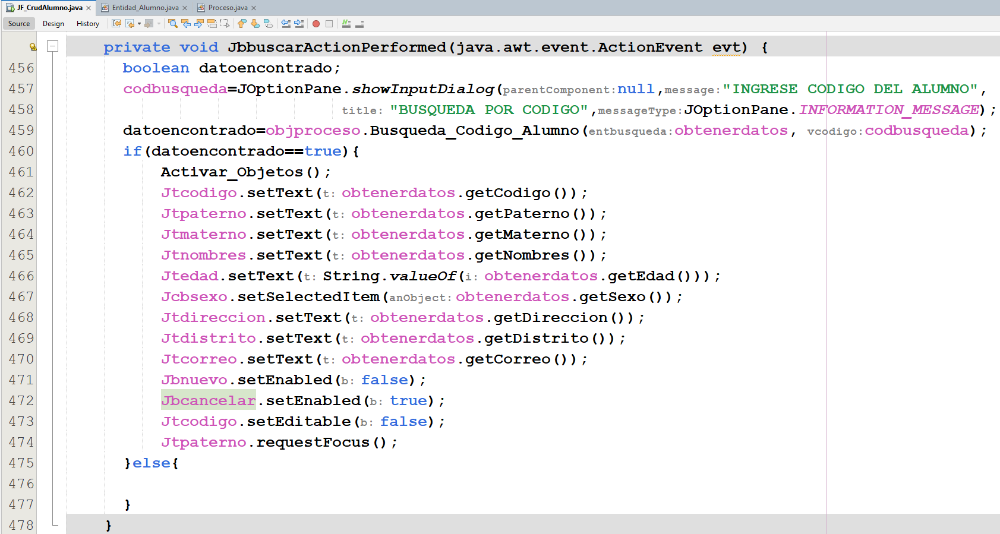 JF_CrudAlumno.java Entidad_Alumno.java Proceso.java
Source Design History
private void JbbuscarActionPerformed(java.awt.event.ActionEvent evt) {
456 boolean datoencontrado;
457 codbusqueda=JOptionPane.showInputDialog(parentComponent:null,message:"INGRESE CODIGO DEL ALUMNO",
458 title: "BUSQUEDA POR CODIGO",messageType:JOptionPane.INFORMATION_MESSAGE);
459 datoencontrado=objproceso.Busqueda_Codigo_Alumno(entbusqueda:obtenerdatos, vcodigo:codbusqueda);
460 if(datoencontrado==true){
461 Activar_Objetos();
462 Jtcodigo.setText(t: obtenerdatos.getCodigo());
463 Jtpaterno.setText(t: obtenerdatos.getPaterno());
464 Jtmaterno.setText(t: obtenerdatos.getMaterno());
465 Jtnombres.setText(t: obtenerdatos.getNombres());
466 Jtedad.setText(t: String.valueOf(i: obtenerdatos.getEdad()));
467 Jcbsexo.setSelectedItem(anObject:obtenerdatos.getSexo());
468 Jtdireccion.setText(t: obtenerdatos.getDireccion());
469 Jtdistrito.setText(t: obtenerdatos.getDistrito());
470 Jtcorreo.setText(t: obtenerdatos.getCorreo());
471 Jbnuevo.setEnabled(b: false);
472 Jbcancelar.setEnabled(b: true);
473 Jtcodigo.setEditable(b: false);
474 Jtpaterno.requestFocus();
475 }else{
476
477 }
478 }